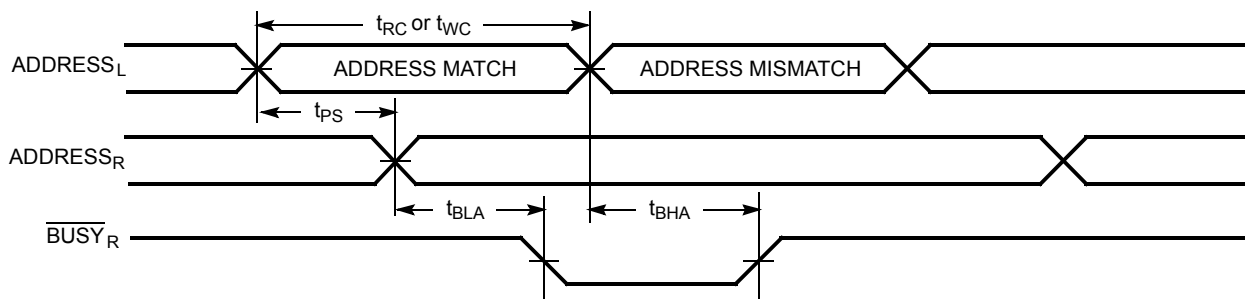 tRC or tWC
ADDRESSL
ADDRESS MATCH
ADDRESS MISMATCH
tPS
ADDRESSR
tBLA
tBHA
BUSYR